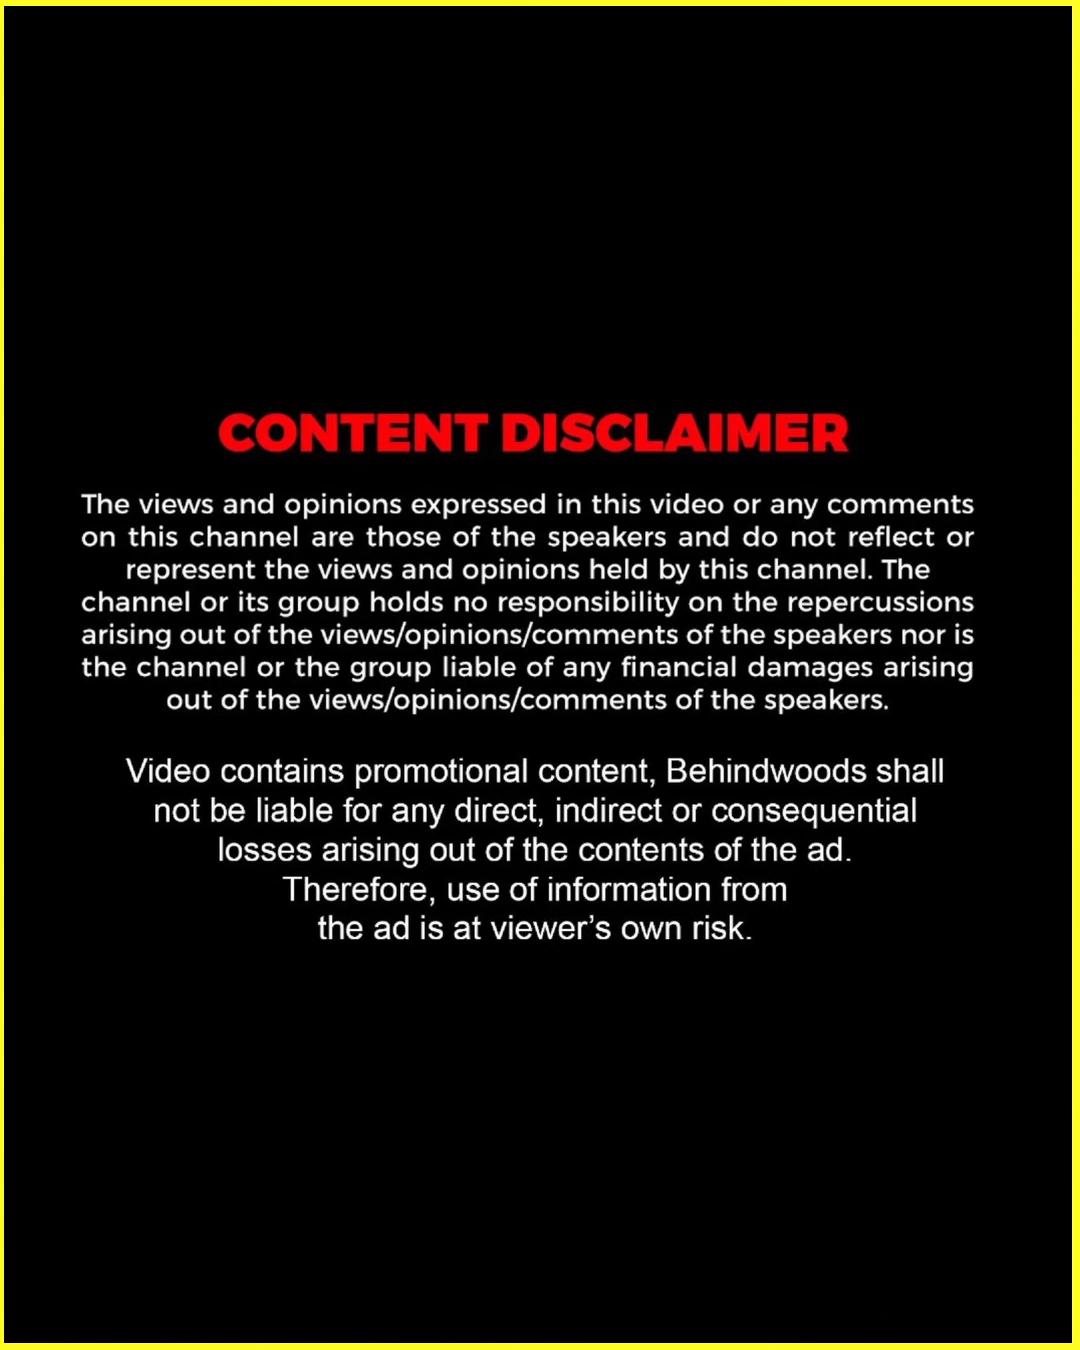 CONTENT DISCLAIMER
The views and opinions expressed in this video or any comments
on this channel are those of the speakers and do not reflect or
represent the views and opinions held by this channel. The
channel or its group holds no responsibility on the repercussions
arising out of the views/opinions/comments of the speakers nor is
the channel or the group liable of any financial damages arising
out of the views/opinions/comments of the speakers.
Video contains promotional content, Behindwoods shall
not be liable for any direct, indirect or consequential
losses arising out of the contents of the ad.
Therefore, use of information from
the ad is at viewer’s own risk.